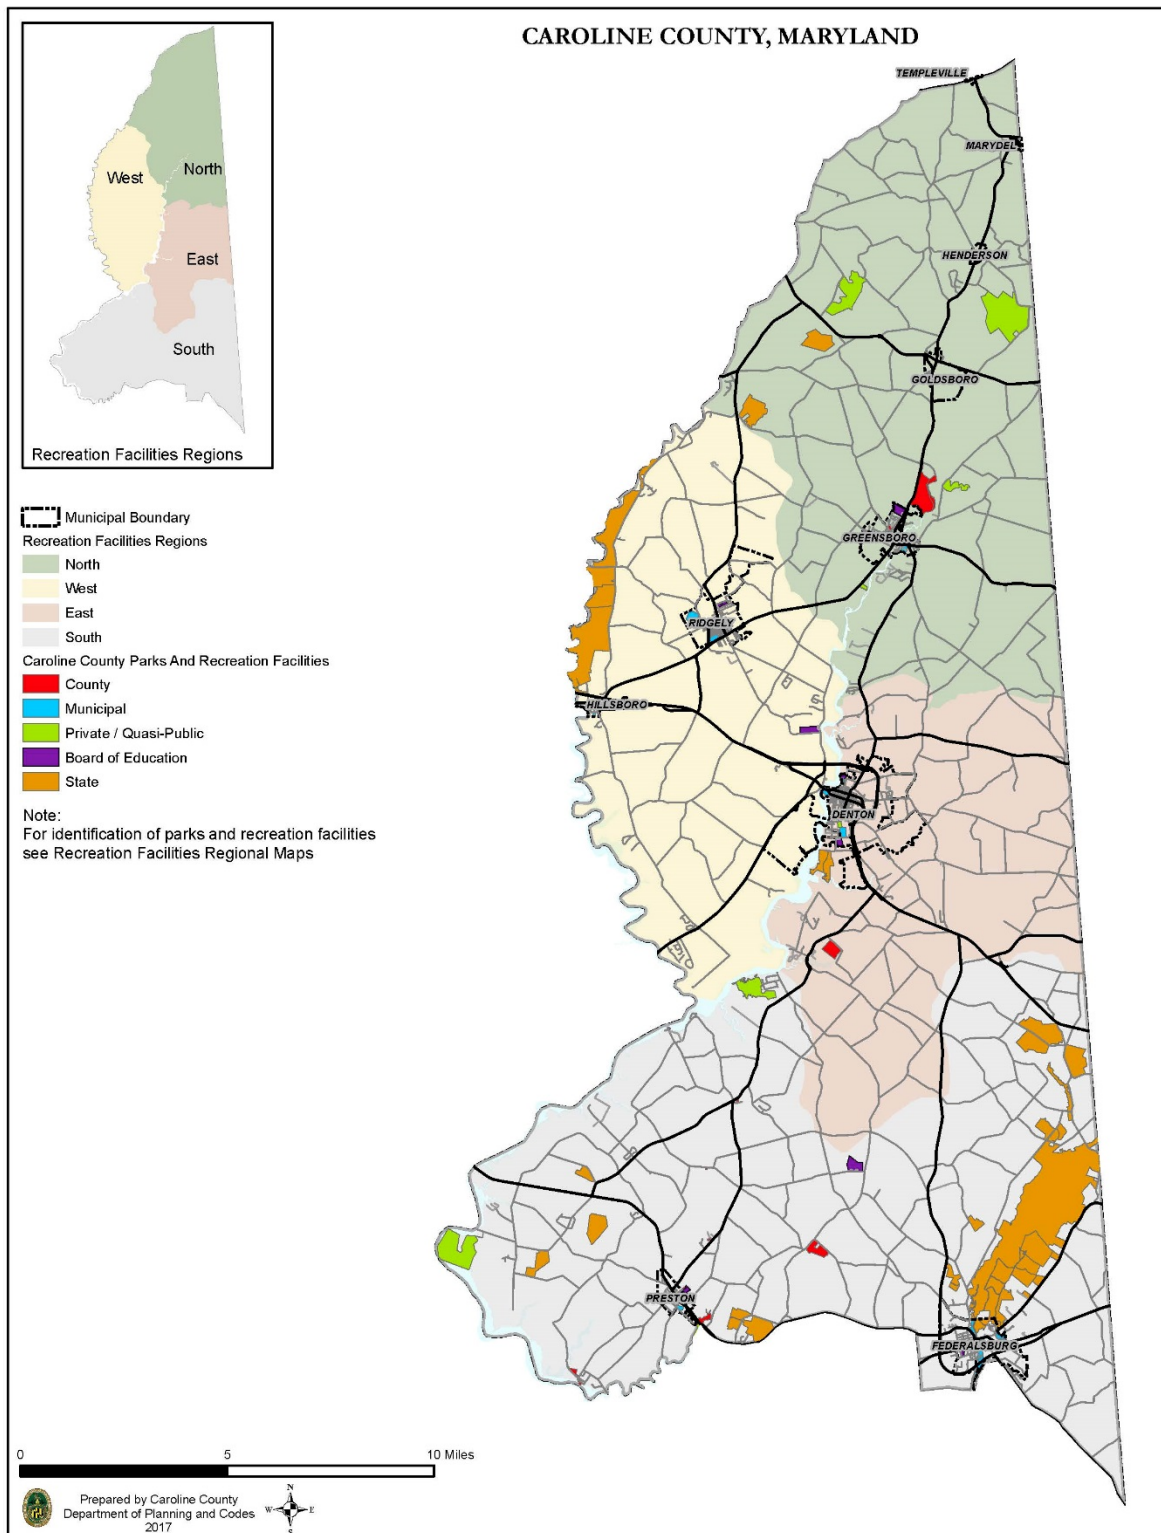 CAROLINE COUNTY, MARYLAND
West
North
East
South
Recreation Facilities Regions
TEMPLEVILLE
MARYDEL
HENDERSON
GOLDSBORO
GREENSBORO
RIDGELY
HILLSBORO
DENTON
PRESTON
FEDERALSBURG
Municipal Boundary
Recreation Facilities Regions
North
West
East
South
Caroline County Parks And Recreation Facilities
County
Municipal
Private / Quasi-Public
Board of Education
State
Note:
For identification of parks and recreation facilities
see Recreation Facilities Regional Maps
0 5 10 Miles
Prepared by Caroline County
Department of Planning and Codes
2017
N
W E
S